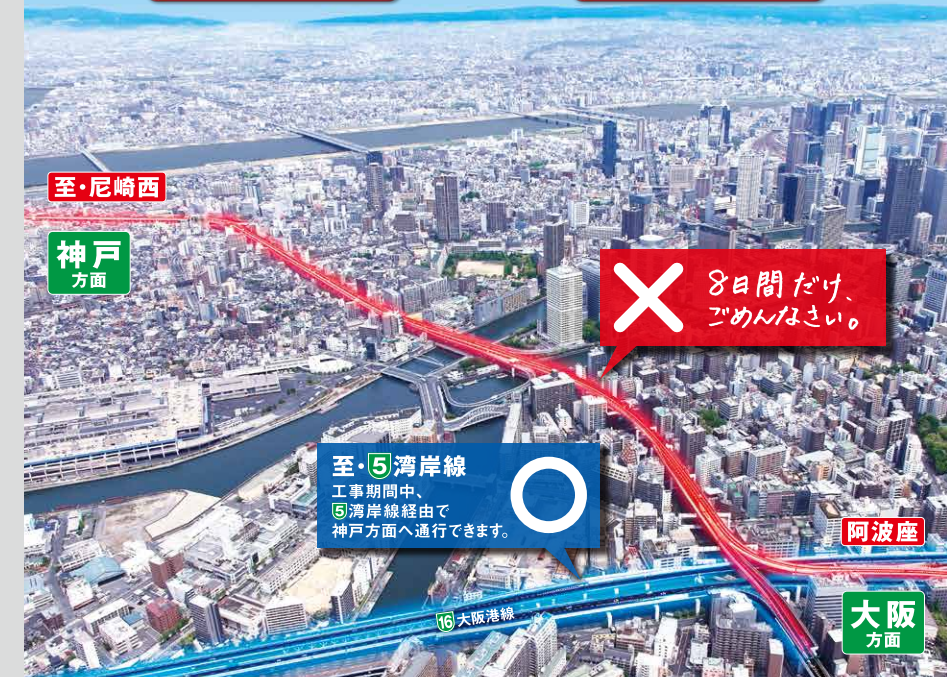 至・尼崎西
神戸
方面
8日間だけ、
ごめんなさい。
至・5湾岸線
工事期間中、
5湾岸線経由で
神戸方面へ通行できます。
阿波座
16大阪港線
大阪
方面